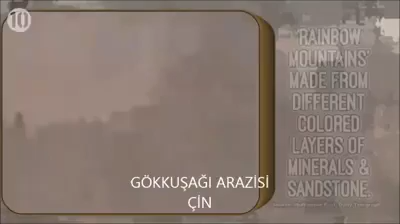 10
"RAINBOW
MOUNTAINS"
MADE FROM
DIFFERENT
COLORED
LAYERS OF
MINERALS &
SANDSTONE.
GÖKKUŞAĞI ARAZİSİ
ÇİN